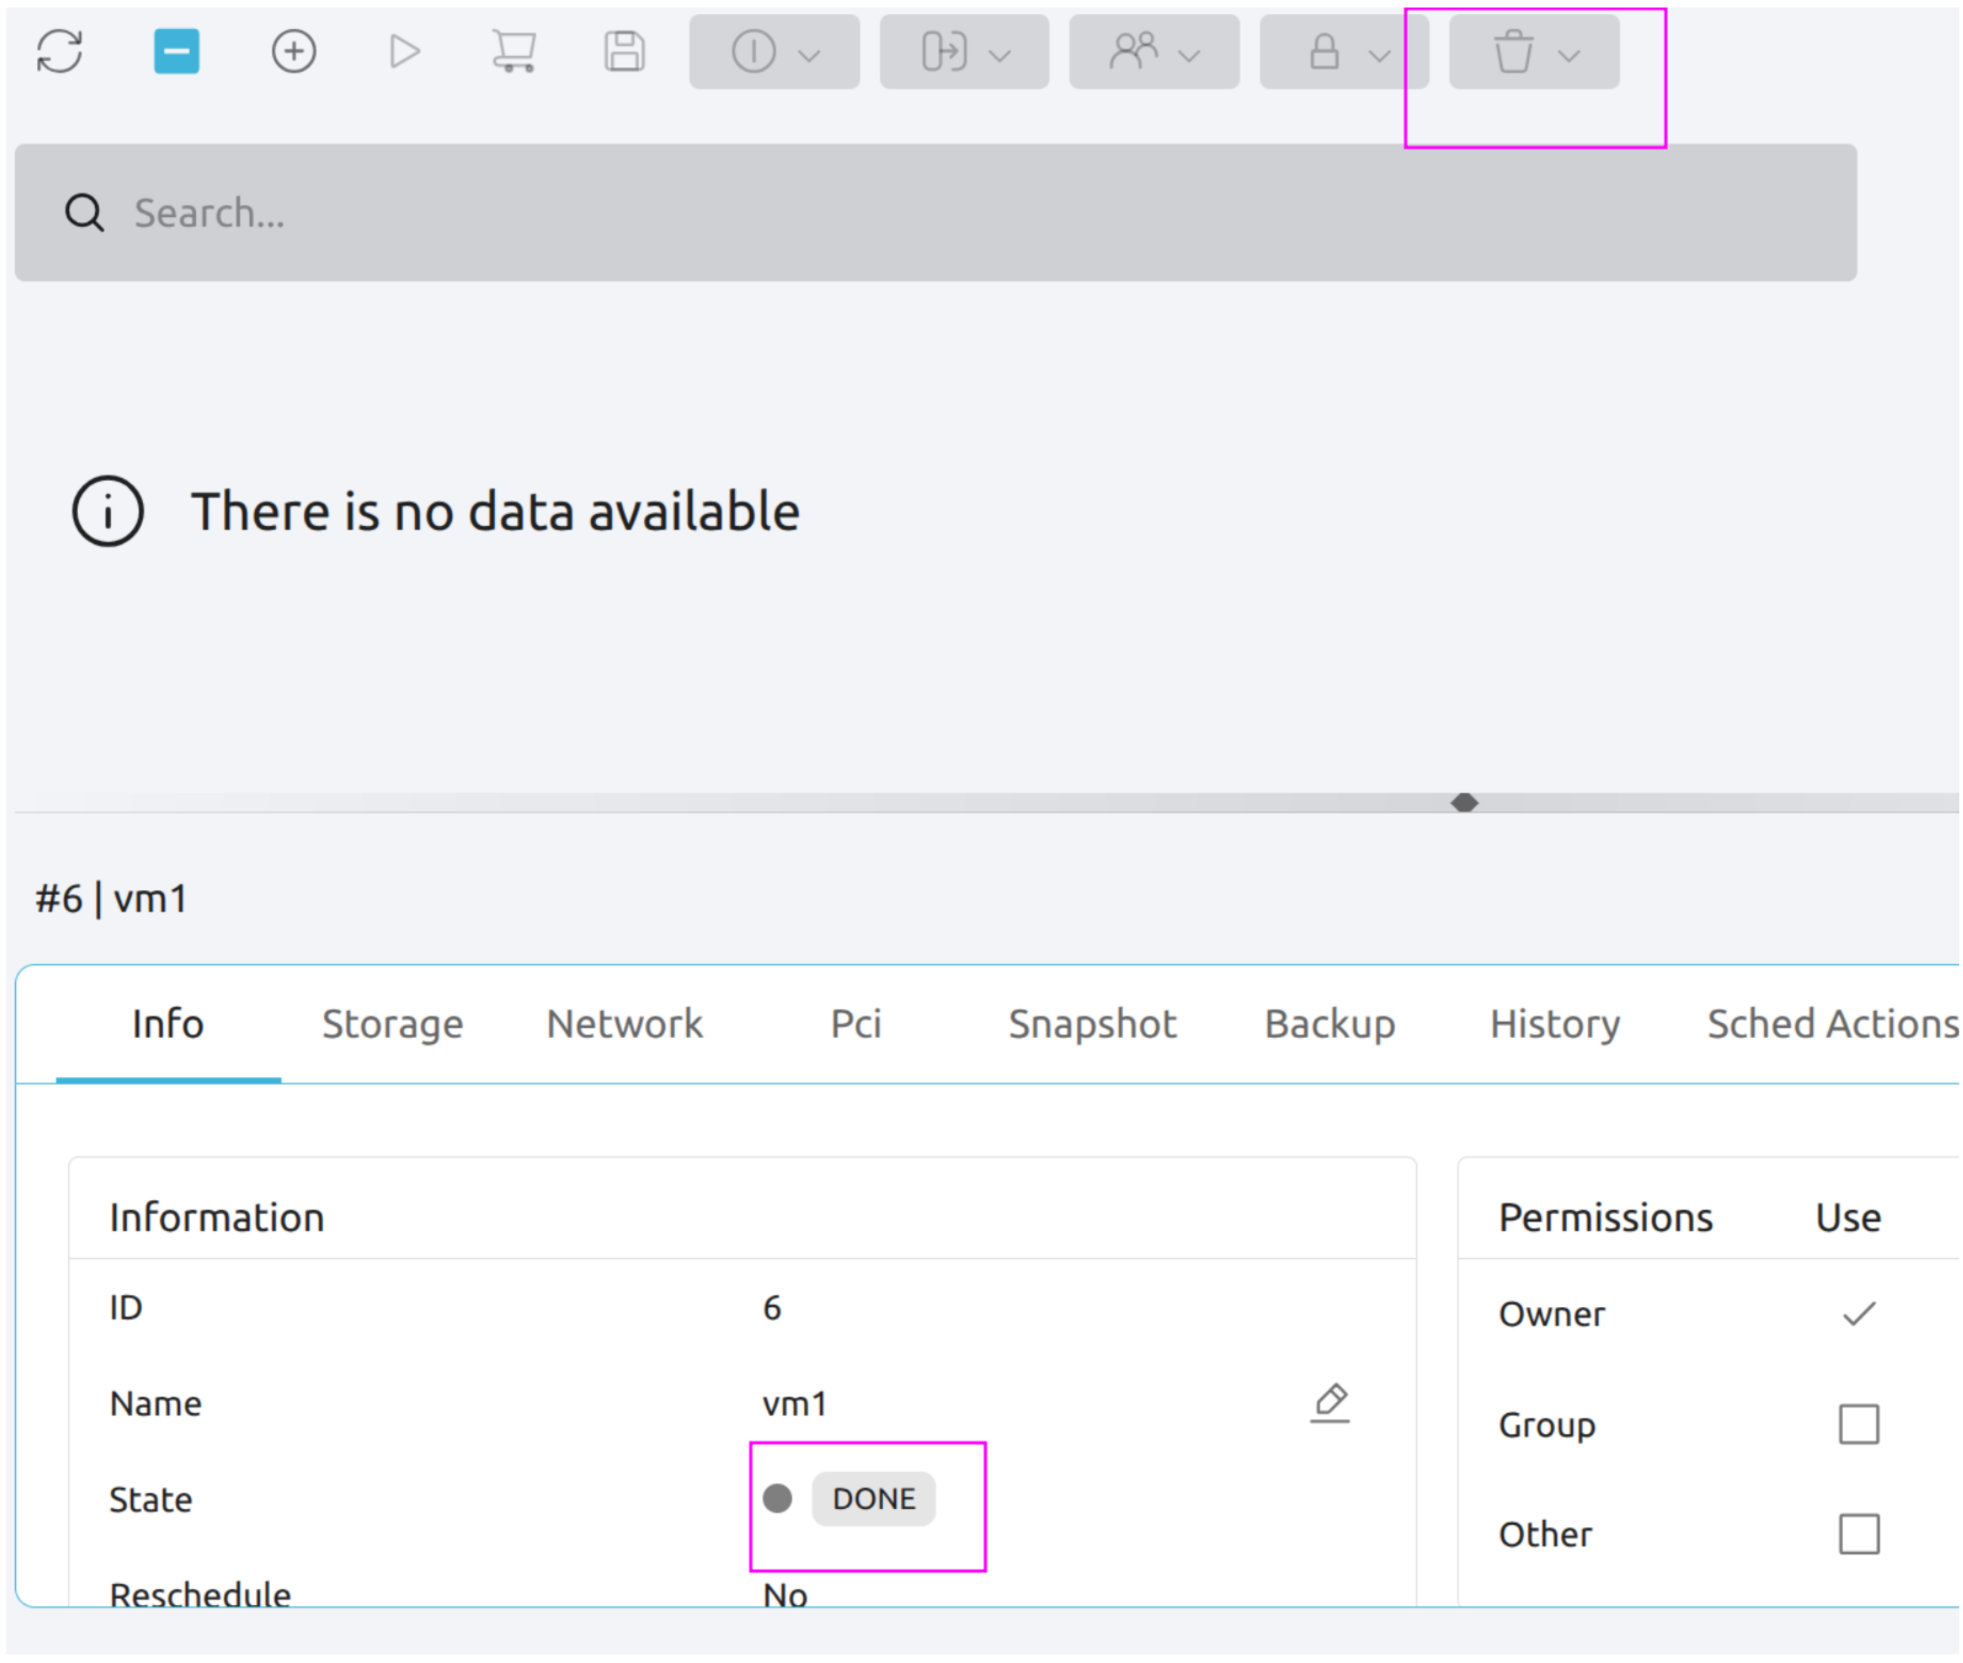 Search...
There is no data available
#6 | vm1
Info Storage Network Pci Snapshot Backup History Sched Actions
Information
ID 6
Name vm1
State DONE
Reschedule No
Permissions Use
Owner
Group
Other